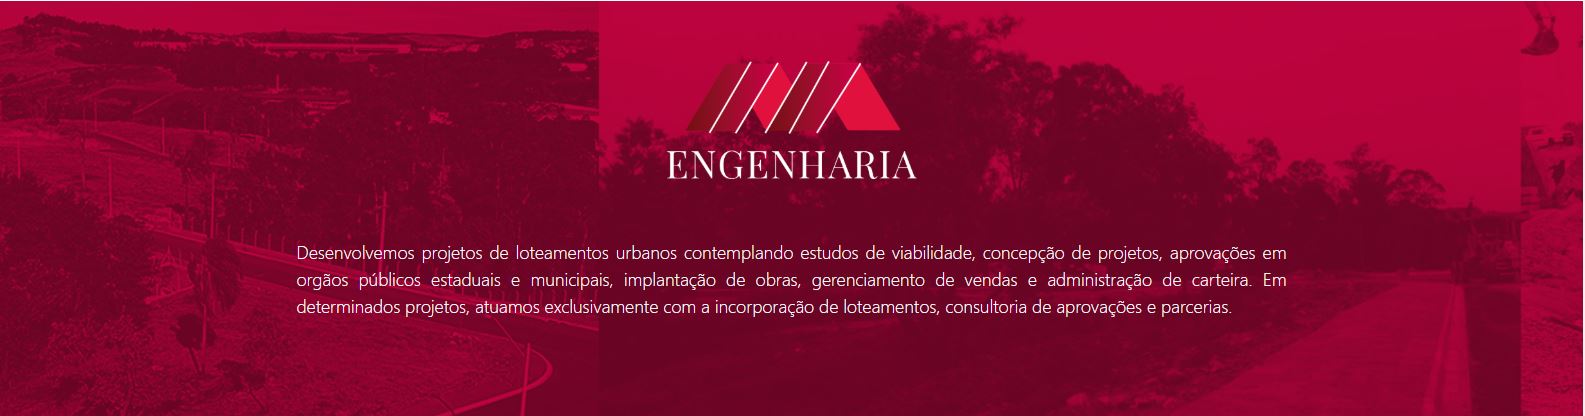 ENGENHARIA
Desenvolvemos projetos de loteamentos urbanos contemplando estudos de viabilidade, concepção de projetos, aprovações em
orgãos públicos estaduais e municipais, implantação de obras, gerenciamento de vendas e administração de carteira. Em
determinados projetos, atuamos exclusivamente com a incorporação de loteamentos, consultoria de aprovações e parcerias.